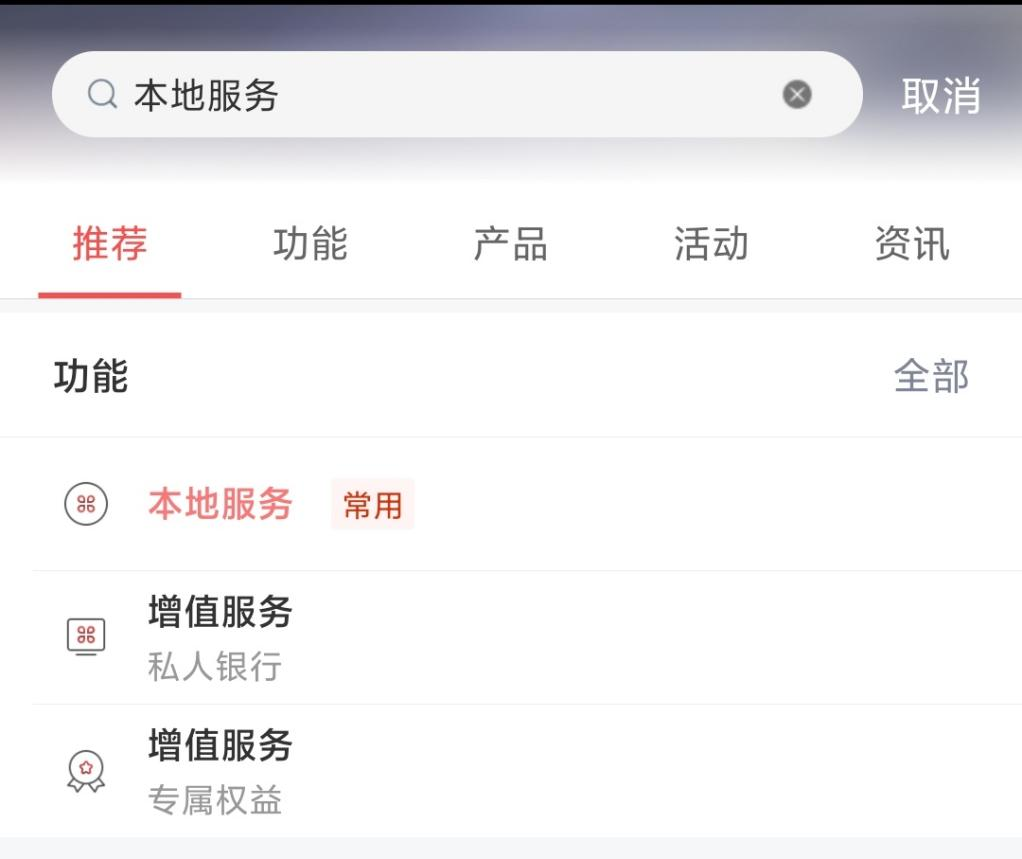 本地服务 取消
推荐 功能 产品 活动 资讯
功能 全部
本地服务 常用
增值服务
私人银行
增值服务
专属权益